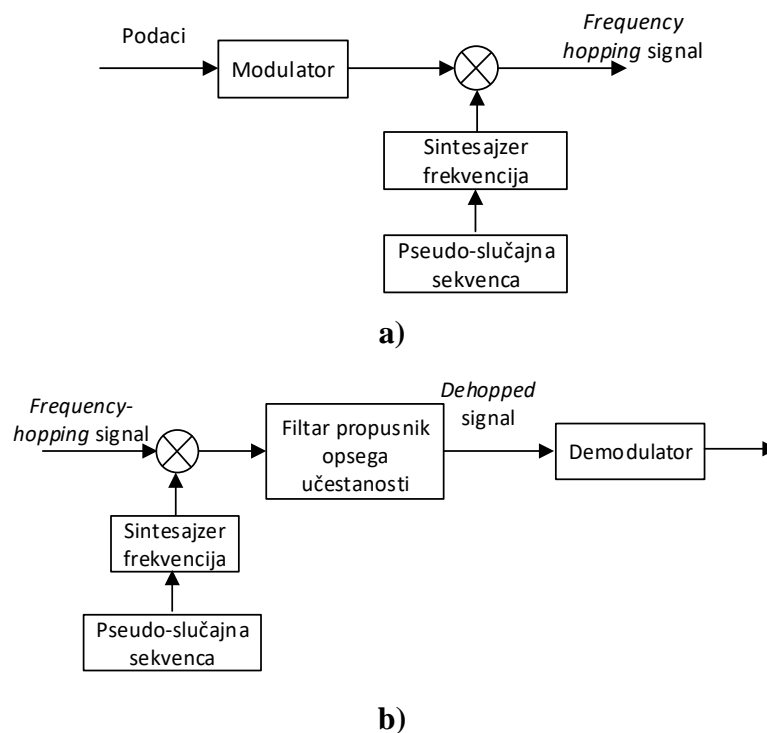 Podaci
Modulator
Frequency
hopping signal
Sintesajzer
frekvencija
Pseudo-slučajna
sekvenca
a)
Frequency-
hopping signal
Filtar propusnik
opsega
učestanosti
Dehopped
signal
Demodulator
Sintesajzer
frekvencija
Pseudo-slučajna
sekvenca
b)